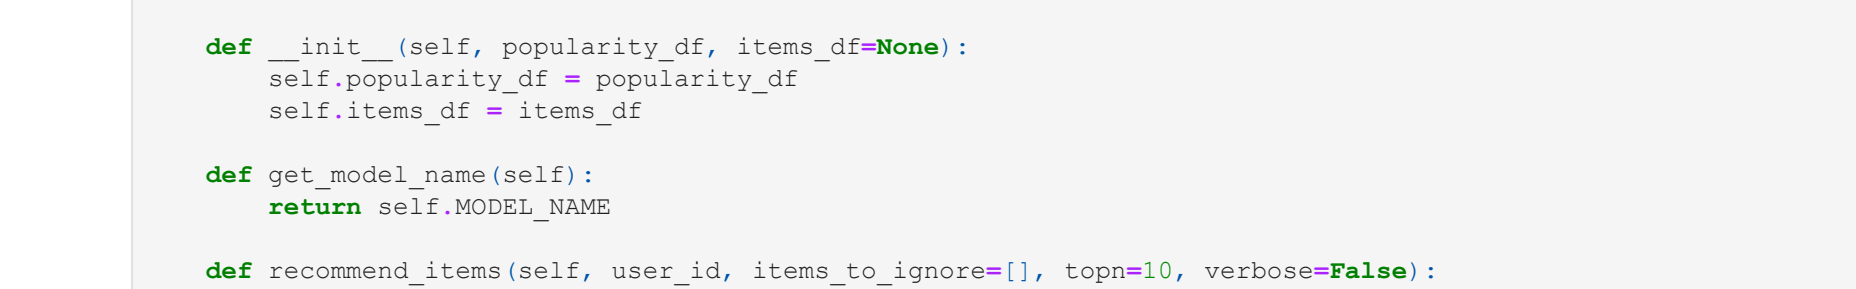 def __init__(self, popularity_df, items_df=None):
self.popularity_df = popularity_df
self.items_df = items_df
def get_model_name(self):
return self.MODEL_NAME
def recommend_items(self, user_id, items_to_ignore=[], topn=10, verbose=False):